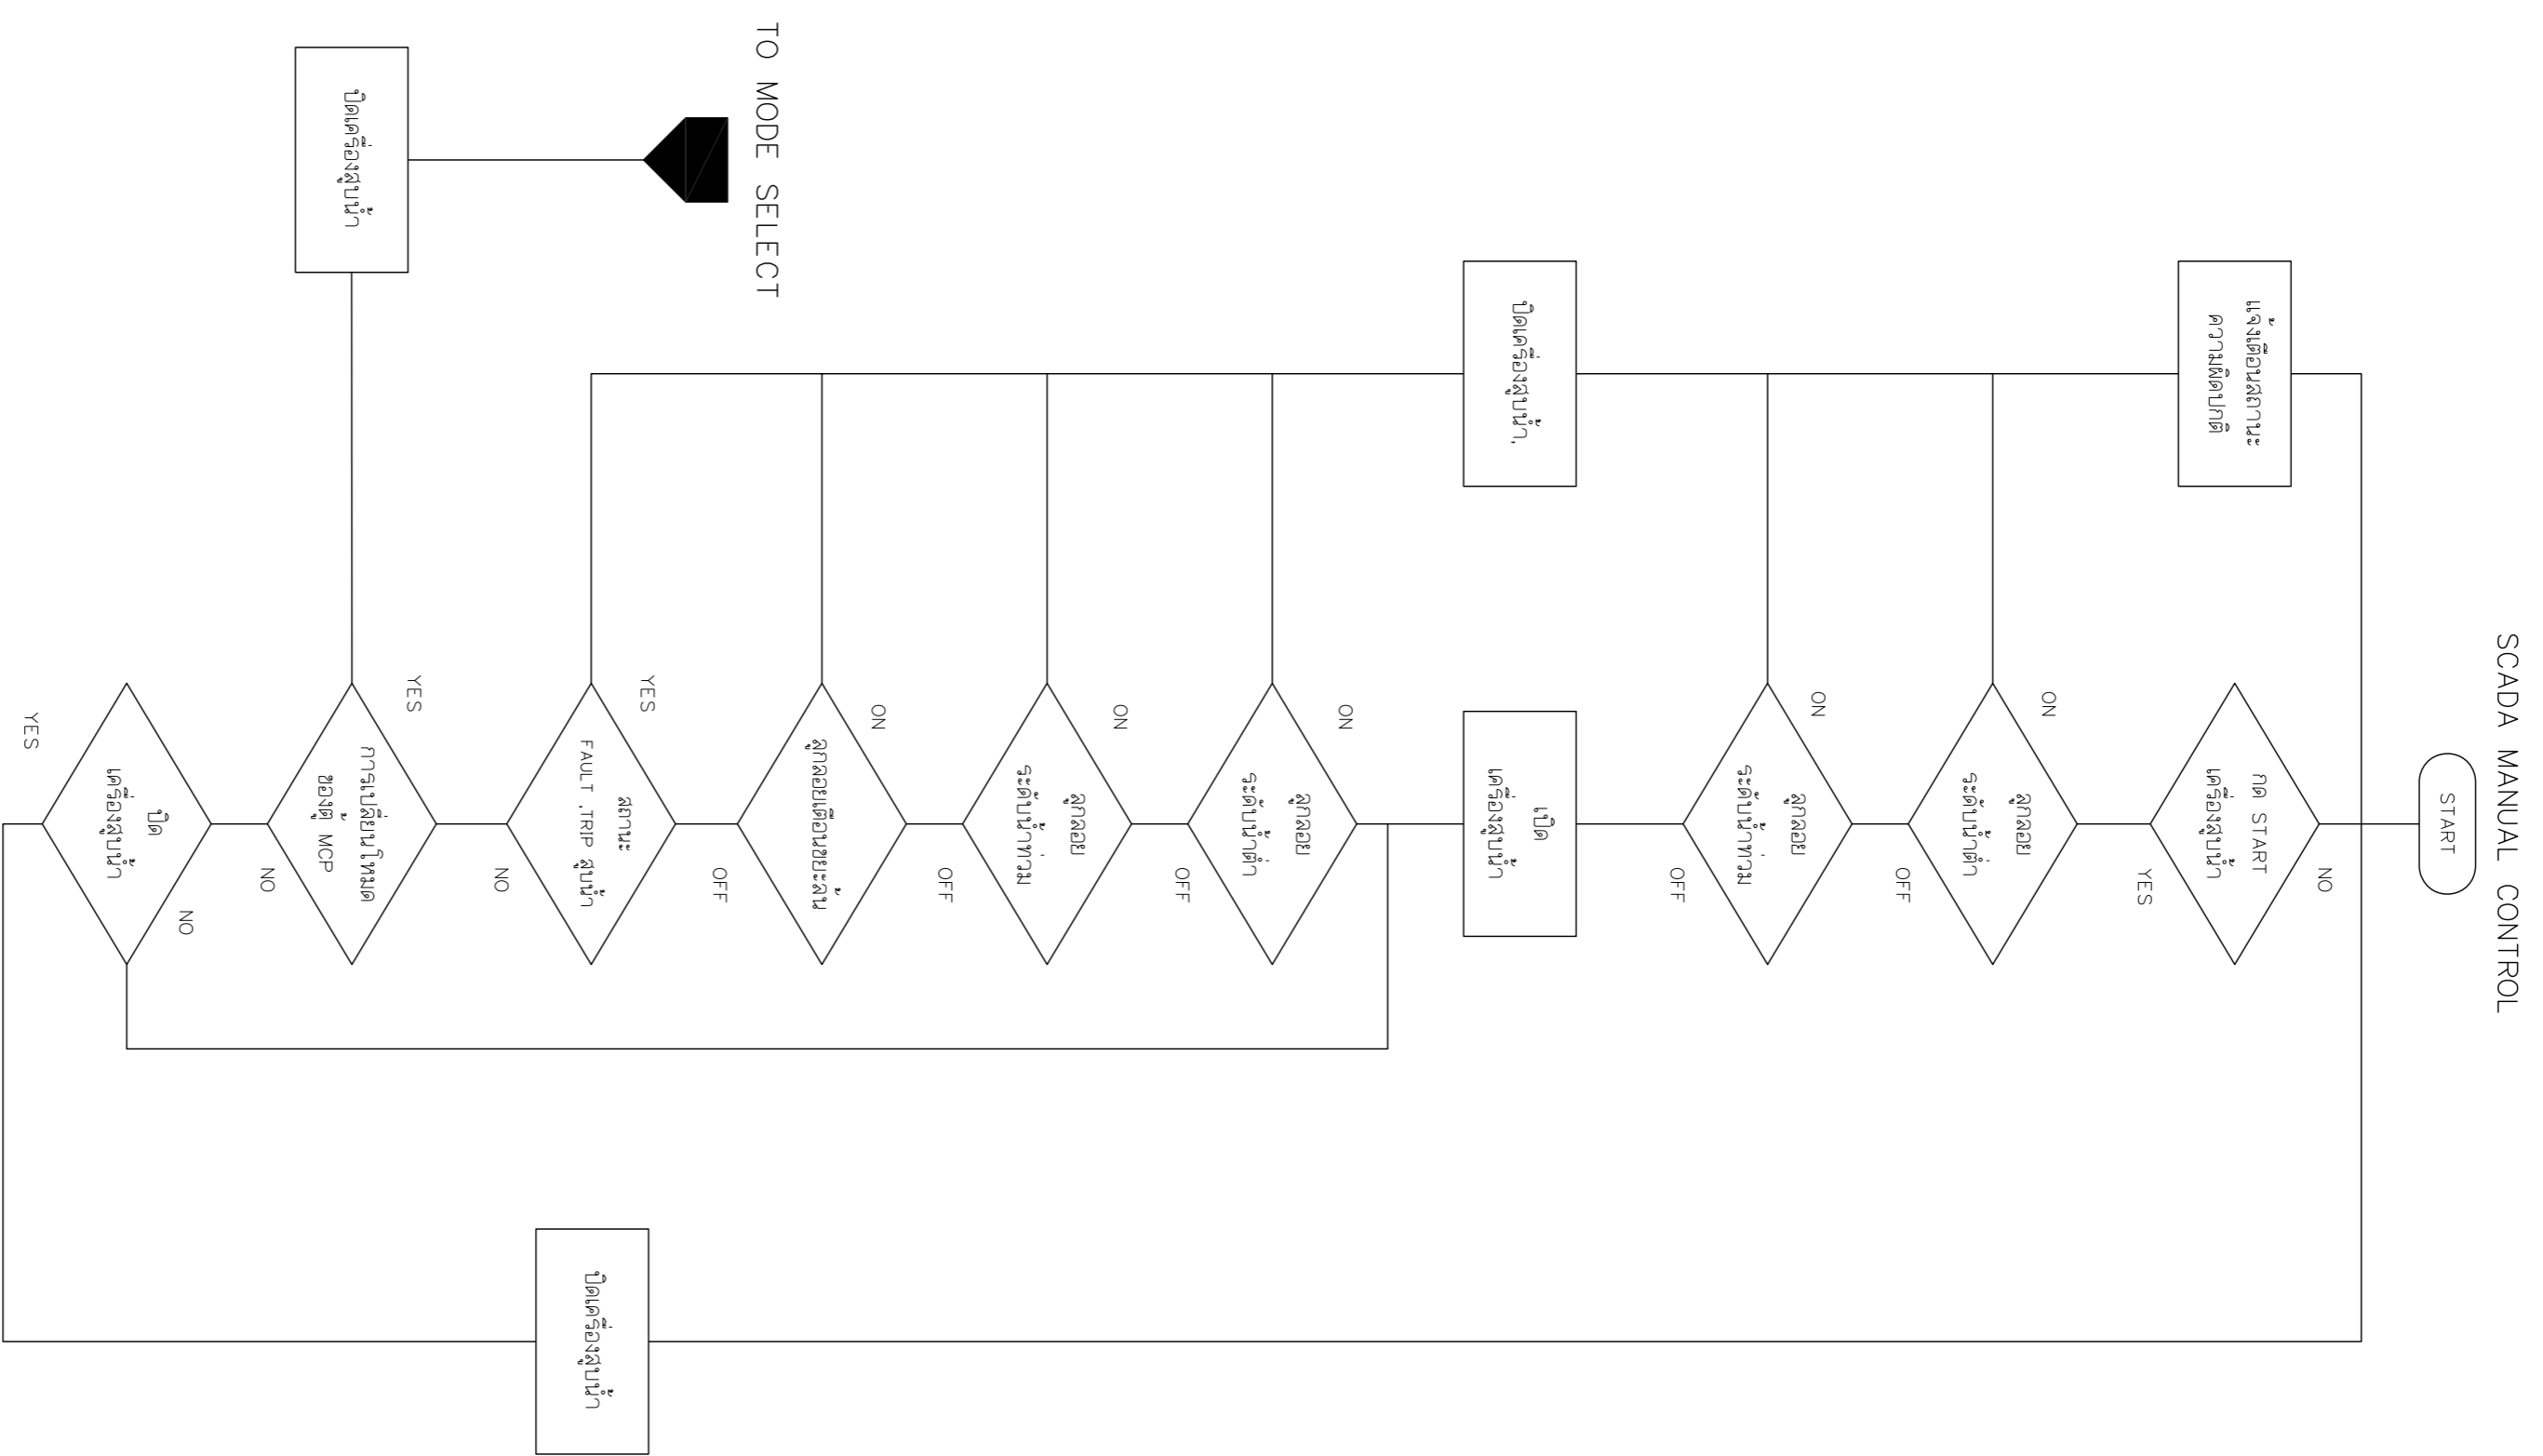 SCADA MANUAL CONTROL
START
NO
กด START
เครื่องสูบน้ำ
YES
แจ้งเตือนสถานะ
ความผิดปกติ
ON
ลูกลอย
ระดับน้ำต่ำ
OFF
ON
ลูกลอย
ระดับน้ำท่วม
OFF
ปิดเครื่องสูบน้ำ,
เปิด
เครื่องสูบน้ำ
ON
ลูกลอย
ระดับน้ำต่ำ
OFF
ON
ลูกลอย
ระดับน้ำท่วม
OFF
ON
ลูกลอยเตือนขยะล้น
OFF
TO MODE SELECT
YES
สถานะ
FAULT ,TRIP สูบน้ำ
NO
ปิดเครื่องสูบน้ำ
YES
การเปลี่ยนโหมด
ของตู้ MCP
NO
ปิดเครื่องสูบน้ำ
NO
ปิด
เครื่องสูบน้ำ
YES